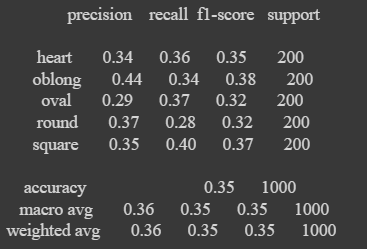 precision recall f1-score support
heart 0.34 0.36 0.35 200
oblong 0.44 0.34 0.38 200
oval 0.29 0.37 0.32 200
round 0.37 0.28 0.32 200
square 0.35 0.40 0.37 200
accuracy 0.35 1000
macro avg 0.36 0.35 0.35 1000
weighted avg 0.36 0.35 0.35 1000